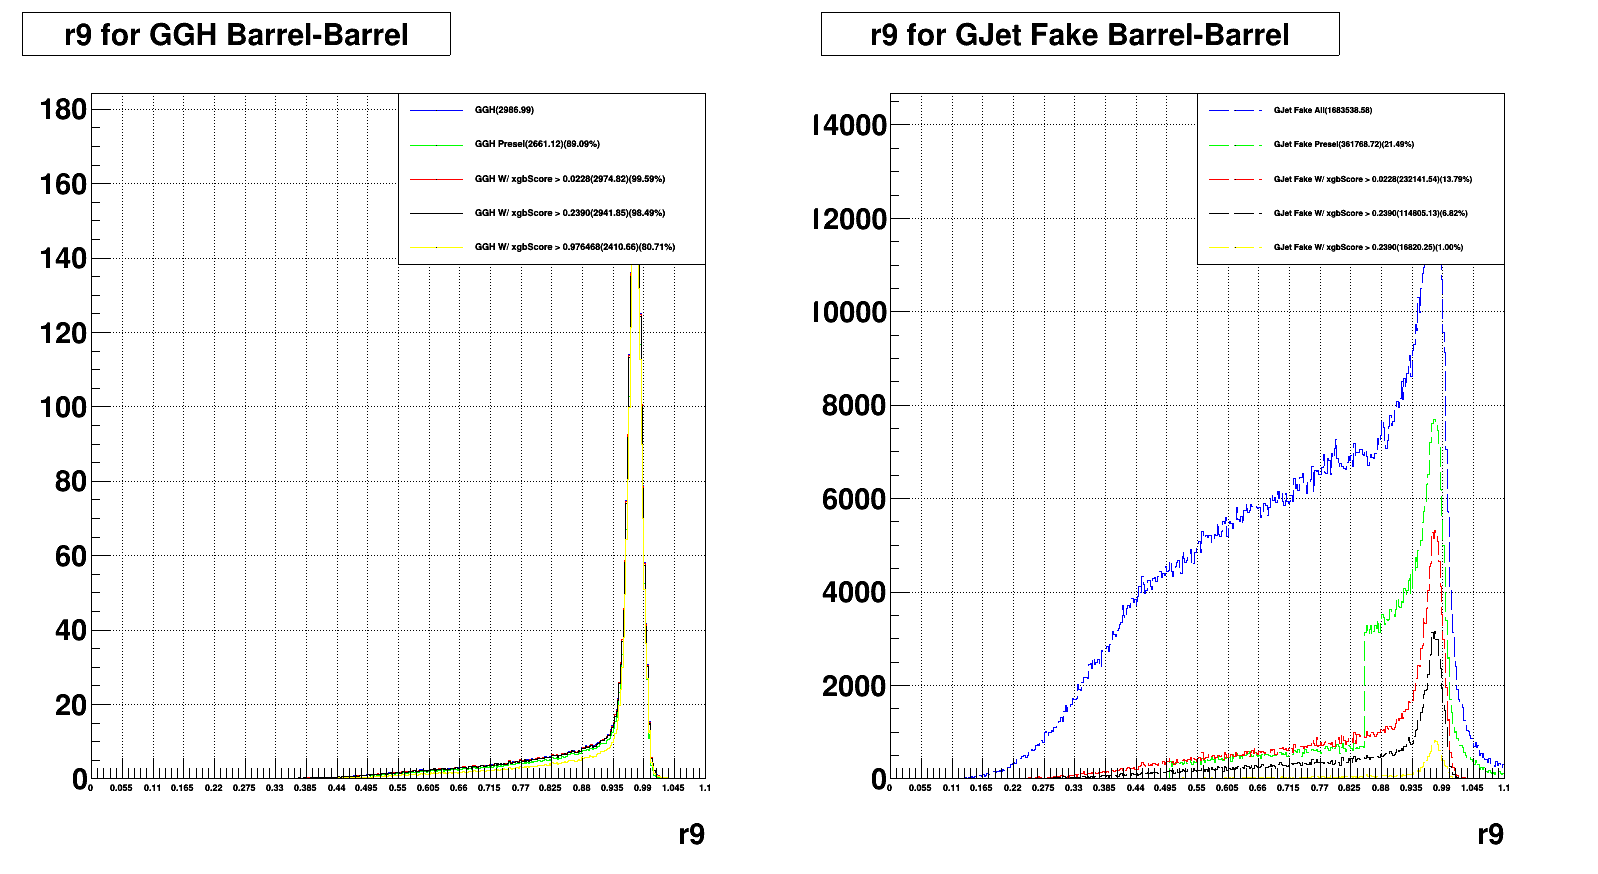 r9 for GGH Barrel-Barrel
GGH(2986.99)
GGH Presel(2661.12)(89.09%)
GGH W/ xgbScore > 0.0228(2974.82)(99.59%)
GGH W/ xgbScore > 0.2390(2941.85)(98.49%)
GGH W/ xgbScore > 0.976468(2410.66)(80.71%)
180
160
140
120
100
80
60
40
20
0
0 0.055 0.11 0.165 0.22 0.275 0.33 0.385 0.44 0.495 0.55 0.605 0.66 0.715 0.77 0.825 0.88 0.935 0.99 1.045 1.1
r9
r9 for GJet Fake Barrel-Barrel
GJet Fake All(1683538.58)
GJet Fake Presel(361768.72)(21.49%)
GJet Fake W/ xgbScore > 0.0228(232141.54)(13.79%)
GJet Fake W/ xgbScore > 0.2390(114805.13)(6.82%)
GJet Fake W/ xgbScore > 0.2390(16820.25)(1.00%)
14000
12000
10000
8000
6000
4000
2000
0
0 0.055 0.11 0.165 0.22 0.275 0.33 0.385 0.44 0.495 0.55 0.605 0.66 0.715 0.77 0.825 0.88 0.935 0.99 1.045 1.1
r9